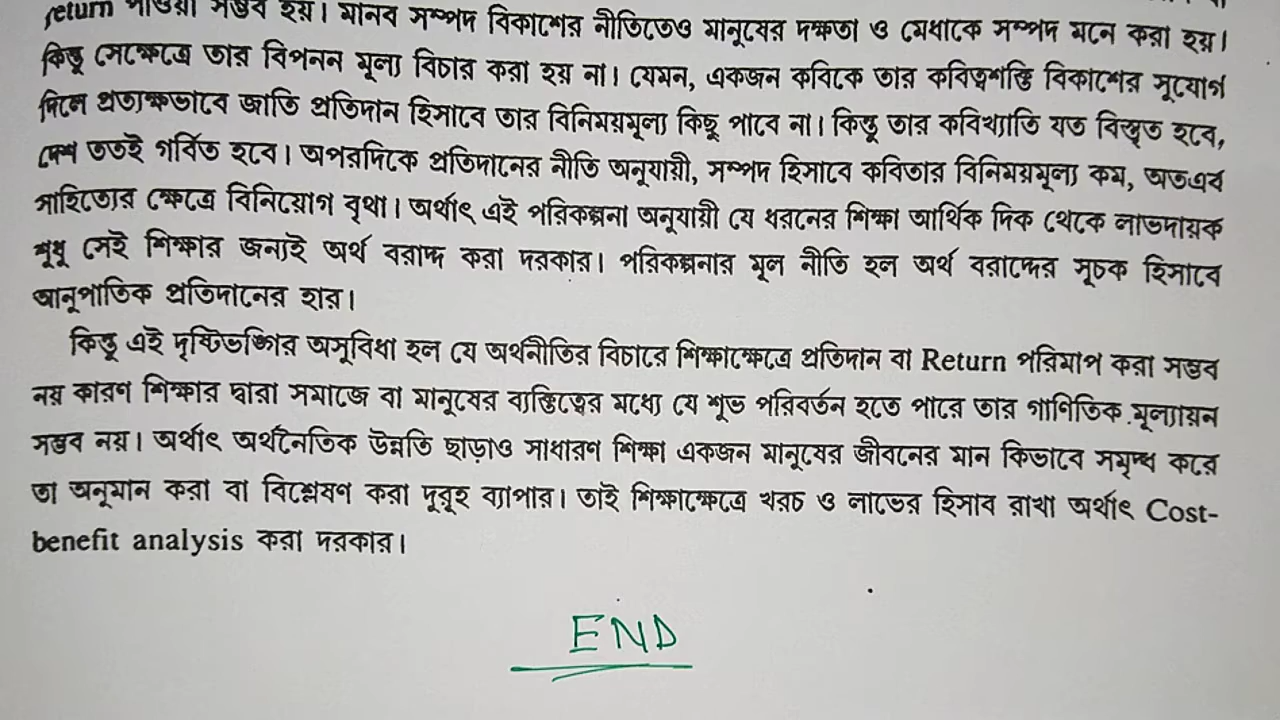 return পাওয়া সম্ভব হয়। মানব সম্পদ বিকাশের নীতিতেও মানুষের দক্ষতা ও মেধাকে সম্পদ মনে করা হয়।
কিন্তু সেক্ষেত্রে তার বিপনন মূল্য বিচার করা হয় না। যেমন, একজন কবিকে তার কবিত্বশক্তি বিকাশের সুযোগ
দিলে প্রত্যক্ষভাবে জাতি প্রতিদান হিসাবে তার বিনিময়মূল্য কিছু পাবে না। কিন্তু তার কবিখ্যাতি যত বিস্তৃত হবে,
দেশ ততই গর্বিত হবে। অপরদিকে প্রতিদানের নীতি অনুযায়ী, সম্পদ হিসাবে কবিতার বিনিময়মূল্য কম, অতএব
সাহিত্যের ক্ষেত্রে বিনিয়োগ বৃথা। অর্থাৎ এই পরিকল্পনা অনুযায়ী যে ধরনের শিক্ষা আর্থিক দিক থেকে লাভদায়ক
শুধু সেই শিক্ষার জন্যই অর্থ বরাদ্দ করা দরকার। পরিকল্পনার মূল নীতি হল অর্থ বরাদ্দের সূচক হিসাবে
আনুপাতিক প্রতিদানের হার।
কিন্তু এই দৃষ্টিভঙ্গির অসুবিধা হল যে অর্থনীতির বিচারে শিক্ষাক্ষেত্রে প্রতিদান বা Return পরিমাপ করা সম্ভব
নয় কারণ শিক্ষার দ্বারা সমাজে বা মানুষের ব্যক্তিত্বের মধ্যে যে শুভ পরিবর্তন হতে পারে তার গাণিতিক মূল্যায়ন
সম্ভব নয়। অর্থাৎ অর্থনৈতিক উন্নতি ছাড়াও সাধারণ শিক্ষা একজন মানুষের জীবনের মান কিভাবে সমৃদ্ধ করে
তা অনুমান করা বা বিশ্লেষণ করা দুরূহ ব্যাপার। তাই শিক্ষাক্ষেত্রে খরচ ও লাভের হিসাব রাখা অর্থাৎ Cost-
benefit analysis করা দরকার।
END